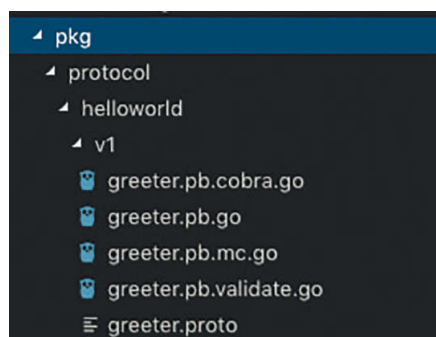 pkg
protocol
helloworld
v1
greeter.pb.cobra.go
greeter.pb.go
greeter.pb.mc.go
greeter.pb.validate.go
greeter.proto